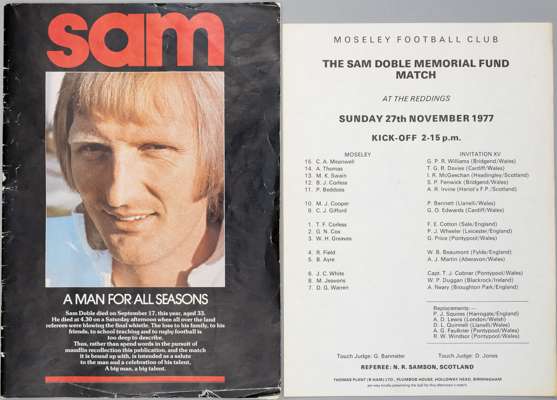 sam
A MAN FOR ALL SEASONS
Sam Doble died on September 17, this year, aged 33.
He died at 4.30 on a Saturday afternoon when all over the land
referees were blowing the final whistle. The loss to his family, to his
friends, to school teaching and to rugby football is
too deep to describe.
Thus, rather than spend words in the pursuit of
maudlin recollection this publication, and the match
it is bound up with, is intended as a salute
to the man and a celebration of his talent.
A big man, a big talent.
sam
MOSELEY FOOTBALL CLUB
THE SAM DOBLE MEMORIAL FUND
MATCH
AT THE REDDINGS
SUNDAY 27th NOVEMBER 1977
KICK-OFF 2-15 p.m.
MOSELEY INVITATION XV
15. C. A. Meanwell G. P. R. Williams (Bridgend/Wales)
14. A. Thomas T. G. R. Davies (Cardiff/Wales)
13. M. K. Swain I. R. McGeechan (Headingley/Scotland)
12. B. J. Corless S. P. Fenwick (Bridgend/Wales)
11. P. Beddoes A. R. Irvine (Heriot's F.P./Scotland)
10. M. J. Cooper P. Bennett (Llanelli/Wales)
9. C. J. Gifford G. O. Edwards (Cardiff/Wales)
1. T. F. Corless F. E. Cotton (Sale/England)
2. G. N. Cox P. J. Wheeler (Leicester/England)
3. W. H. Greaves G. Price (Pontypool/Wales)
4. R. Field W. B. Beaumont (Fylde/England)
5. B. Ayre A. J. Martin (Aberavon/Wales)
6. J. C. White Capt. T. J. Cobner (Pontypool/Wales)
8. M. Jeavons W. P. Duggan (Blackrock/Ireland)
7. D. G. Warren A. Neary (Broughton Park/England)
Replacements:—
P. J. Squires (Harrogate/England)
A. D. Lewis (London/Welsh)
D. L. Quinnell (Llanelli/Wales)
A. G. Faulkner (Pontypool/Wales)
R. W. Windsor (Pontypool/Wales)
Touch Judge: G. Bannister Touch Judge: D. Jones
REFEREE: N. R. SAMSON, SCOTLAND
THOMAS PLANT (B'HAM) LTD., PLUMBOB HOUSE, HOLLOWAY HEAD, BIRMINGHAM